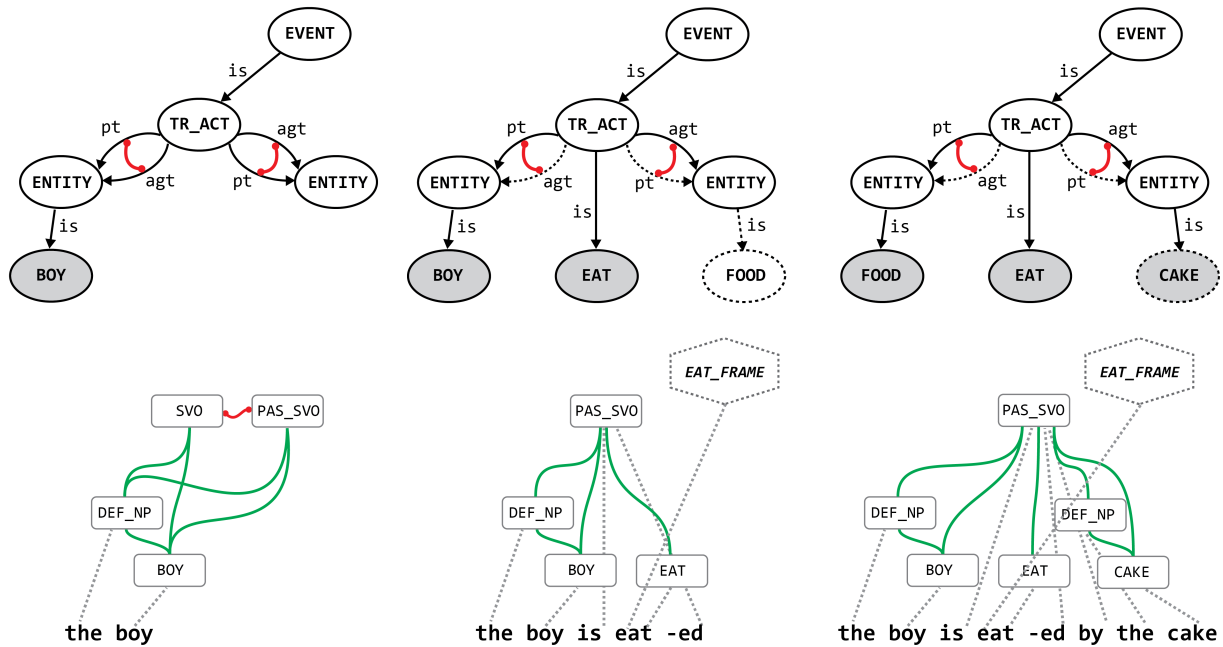 EVENT
is
TR_ACT
pt
agt
agt
pt
ENTITY
ENTITY
is
BOY
SVO
PAS_SVO
DEF_NP
BOY
the boy
EVENT
is
TR_ACT
pt
agt
agt
pt
ENTITY
ENTITY
is
is
is
BOY
EAT
FOOD
EAT_FRAME
PAS_SVO
DEF_NP
BOY
EAT
the boy is eat -ed
EVENT
is
TR_ACT
pt
agt
agt
pt
ENTITY
ENTITY
is
is
is
FOOD
EAT
CAKE
EAT_FRAME
PAS_SVO
DEF_NP
DEF_NP
BOY
EAT
CAKE
the boy is eat -ed by the cake